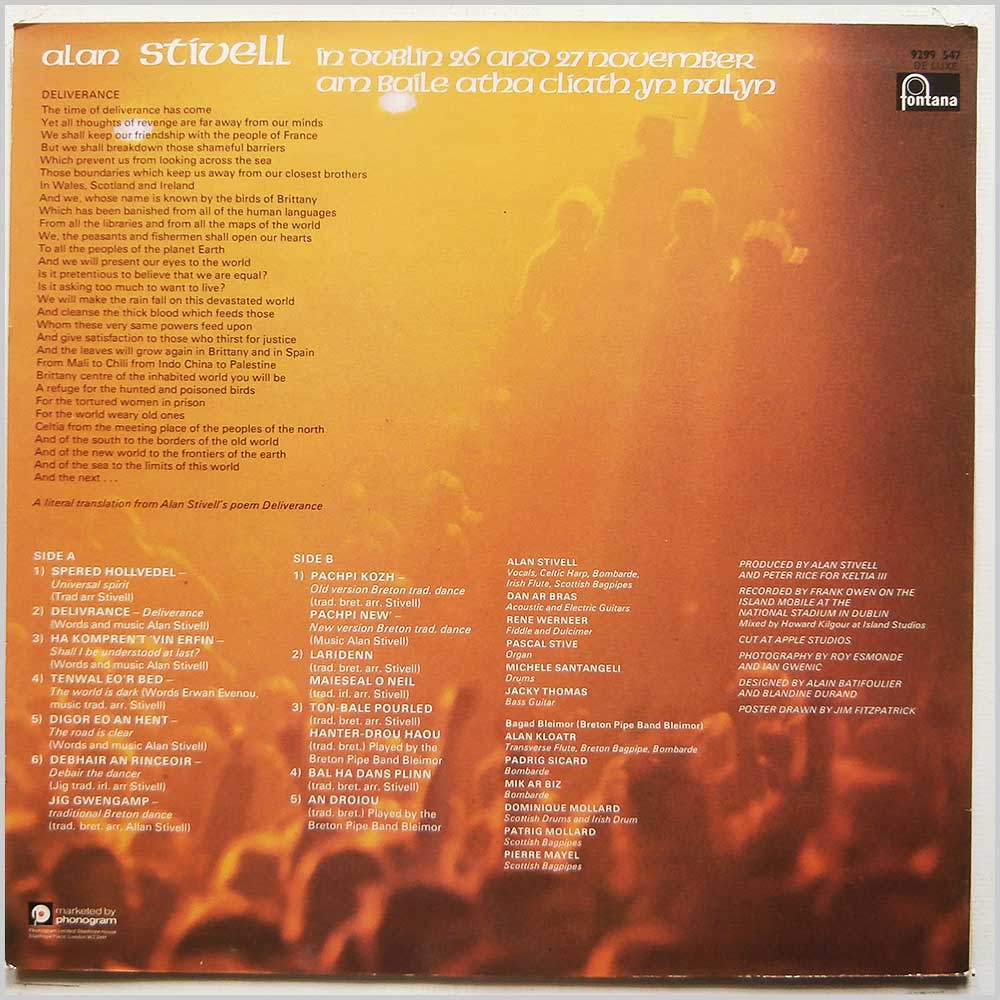 alan stivell in dublin 26 and 27 november
am baile atha cliath yn nulyn
9299 547
DE LUXE
fontana
DELIVERANCE
The time of deliverance has come
Yet all thoughts of revenge are far away from our minds
We shall keep our friendship with the people of France
But we shall breakdown those shameful barriers
Which prevent us from looking across the sea
Those boundaries which keep us away from our closest brothers
In Wales, Scotland and Ireland
And we, whose name is known by the birds of Brittany
Which has been banished from all of the human languages
From all the libraries and from all the maps of the world
We, the peasants and fishermen shall open our hearts
To all the peoples of the planet Earth
And we will present our eyes to the world
Is it pretentious to believe that we are equal?
Is it asking too much to want to live?
We will make the rain fall on this devastated world
And cleanse the thick blood which feeds those
Whom these very same powers feed upon
And give satisfaction to those who thirst for justice
And the leaves will grow again in Brittany and in Spain
From Mali to Chili from Indo China to Palestine
Brittany centre of the inhabited world you will be
A refuge for the hunted and poisoned birds
For the tortured women in prison
For the world weary old ones
Celtia from the meeting place of the peoples of the north
And of the south to the borders of the old world
And of the new world to the frontiers of the earth
And of the sea to the limits of this world
And the next . . .
A literal translation from Alan Stivell's poem Deliverance
SIDE A
1) SPERED HOLLVEDEL –
Universal spirit
(Trad arr Stivell)
2) DELIVRANCE – Deliverance
(Words and music Alan Stivell)
3) HA KOMPREN'T 'VIN ERFIN –
Shall I be understood at last?
(Words and music Alan Stivell)
4) TENWAL EO'R BED –
The world is dark (Words Erwan Evenou,
music trad. arr. Stivell)
5) DIGOR EO AN HENT –
The road is clear
(Words and music Alan Stivell)
6) DEBHAIR AN RINCEOIR –
Debair the dancer
(Jig trad. irl. arr Stivell)
JIG GWENGAMP –
traditional Breton dance
(trad. bret. arr. Allan Stivell)
SIDE B
1) PACHPI KOZH –
Old version Breton trad. dance
(trad. bret. arr. Stivell)
PACHPI NEW' –
New version Breton trad. dance
(Music Alan Stivell)
2) LARIDENN
(trad. bret. arr. Stivell)
MAIESEAL O NEIL
(trad. irl. arr. Stivell)
3) TON-BALE POURLED
(trad. bret. arr. Stivell)
HANTER-DROU HAOU
(trad. bret.) Played by the
Breton Pipe Band Bleimor
4) BAL HA DANS PLINN
(trad. bret. arr. Stivell)
5) AN DROIOU
(trad. bret.) Played by the
Breton Pipe Band Bleimor
ALAN STIVELL
Vocals, Celtic Harp, Bombarde,
Irish Flute, Scottish Bagpipes
DAN AR BRAS
Acoustic and Electric Guitars
RENE WERNEER
Fiddle and Dulcimer
PASCAL STIVE
Organ
MICHELE SANTANGELI
Drums
JACKY THOMAS
Bass Guitar
Bagad Bleimor (Breton Pipe Band Bleimor)
ALAN KLOATR
Transverse Flute, Breton Bagpipe, Bombarde
PADRIG SICARD
Bombarde
MIK AR BIZ
Bombarde
DOMINIQUE MOLLARD
Scottish Drums and Irish Drum
PATRIG MOLLARD
Scottish Bagpipes
PIERRE MAYEL
Scottish Bagpipes
PRODUCED BY ALAN STIVELL
AND PETER RICE FOR KELTIA III
RECORDED BY FRANK OWEN ON THE
ISLAND MOBILE AT THE
NATIONAL STADIUM IN DUBLIN
Mixed by Howard Kilgour at Island Studios
CUT AT APPLE STUDIOS
PHOTOGRAPHY BY ROY ESMONDE
AND IAN GWENIC
DESIGNED BY ALAIN BATIFOULIER
AND BLANDINE DURAND
POSTER DRAWN BY JIM FITZPATRICK
marketed by
phonogram
Phonogram Limited Stanhope House
Stanhope Place London W2 2HH